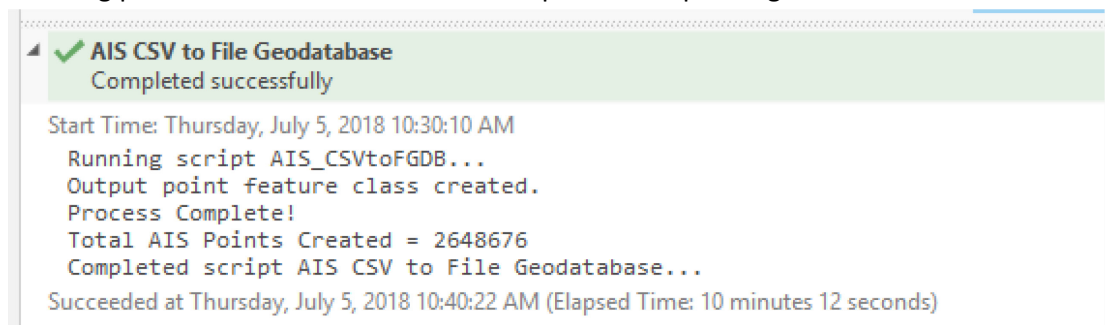 AIS CSV to File Geodatabase
Completed successfully
Start Time: Thursday, July 5, 2018 10:30:10 AM
Running script AIS_CSVtoFGDB...
Output point feature class created.
Process Complete!
Total AIS Points Created = 2648676
Completed script AIS CSV to File Geodatabase...
Succeeded at Thursday, July 5, 2018 10:40:22 AM (Elapsed Time: 10 minutes 12 seconds)